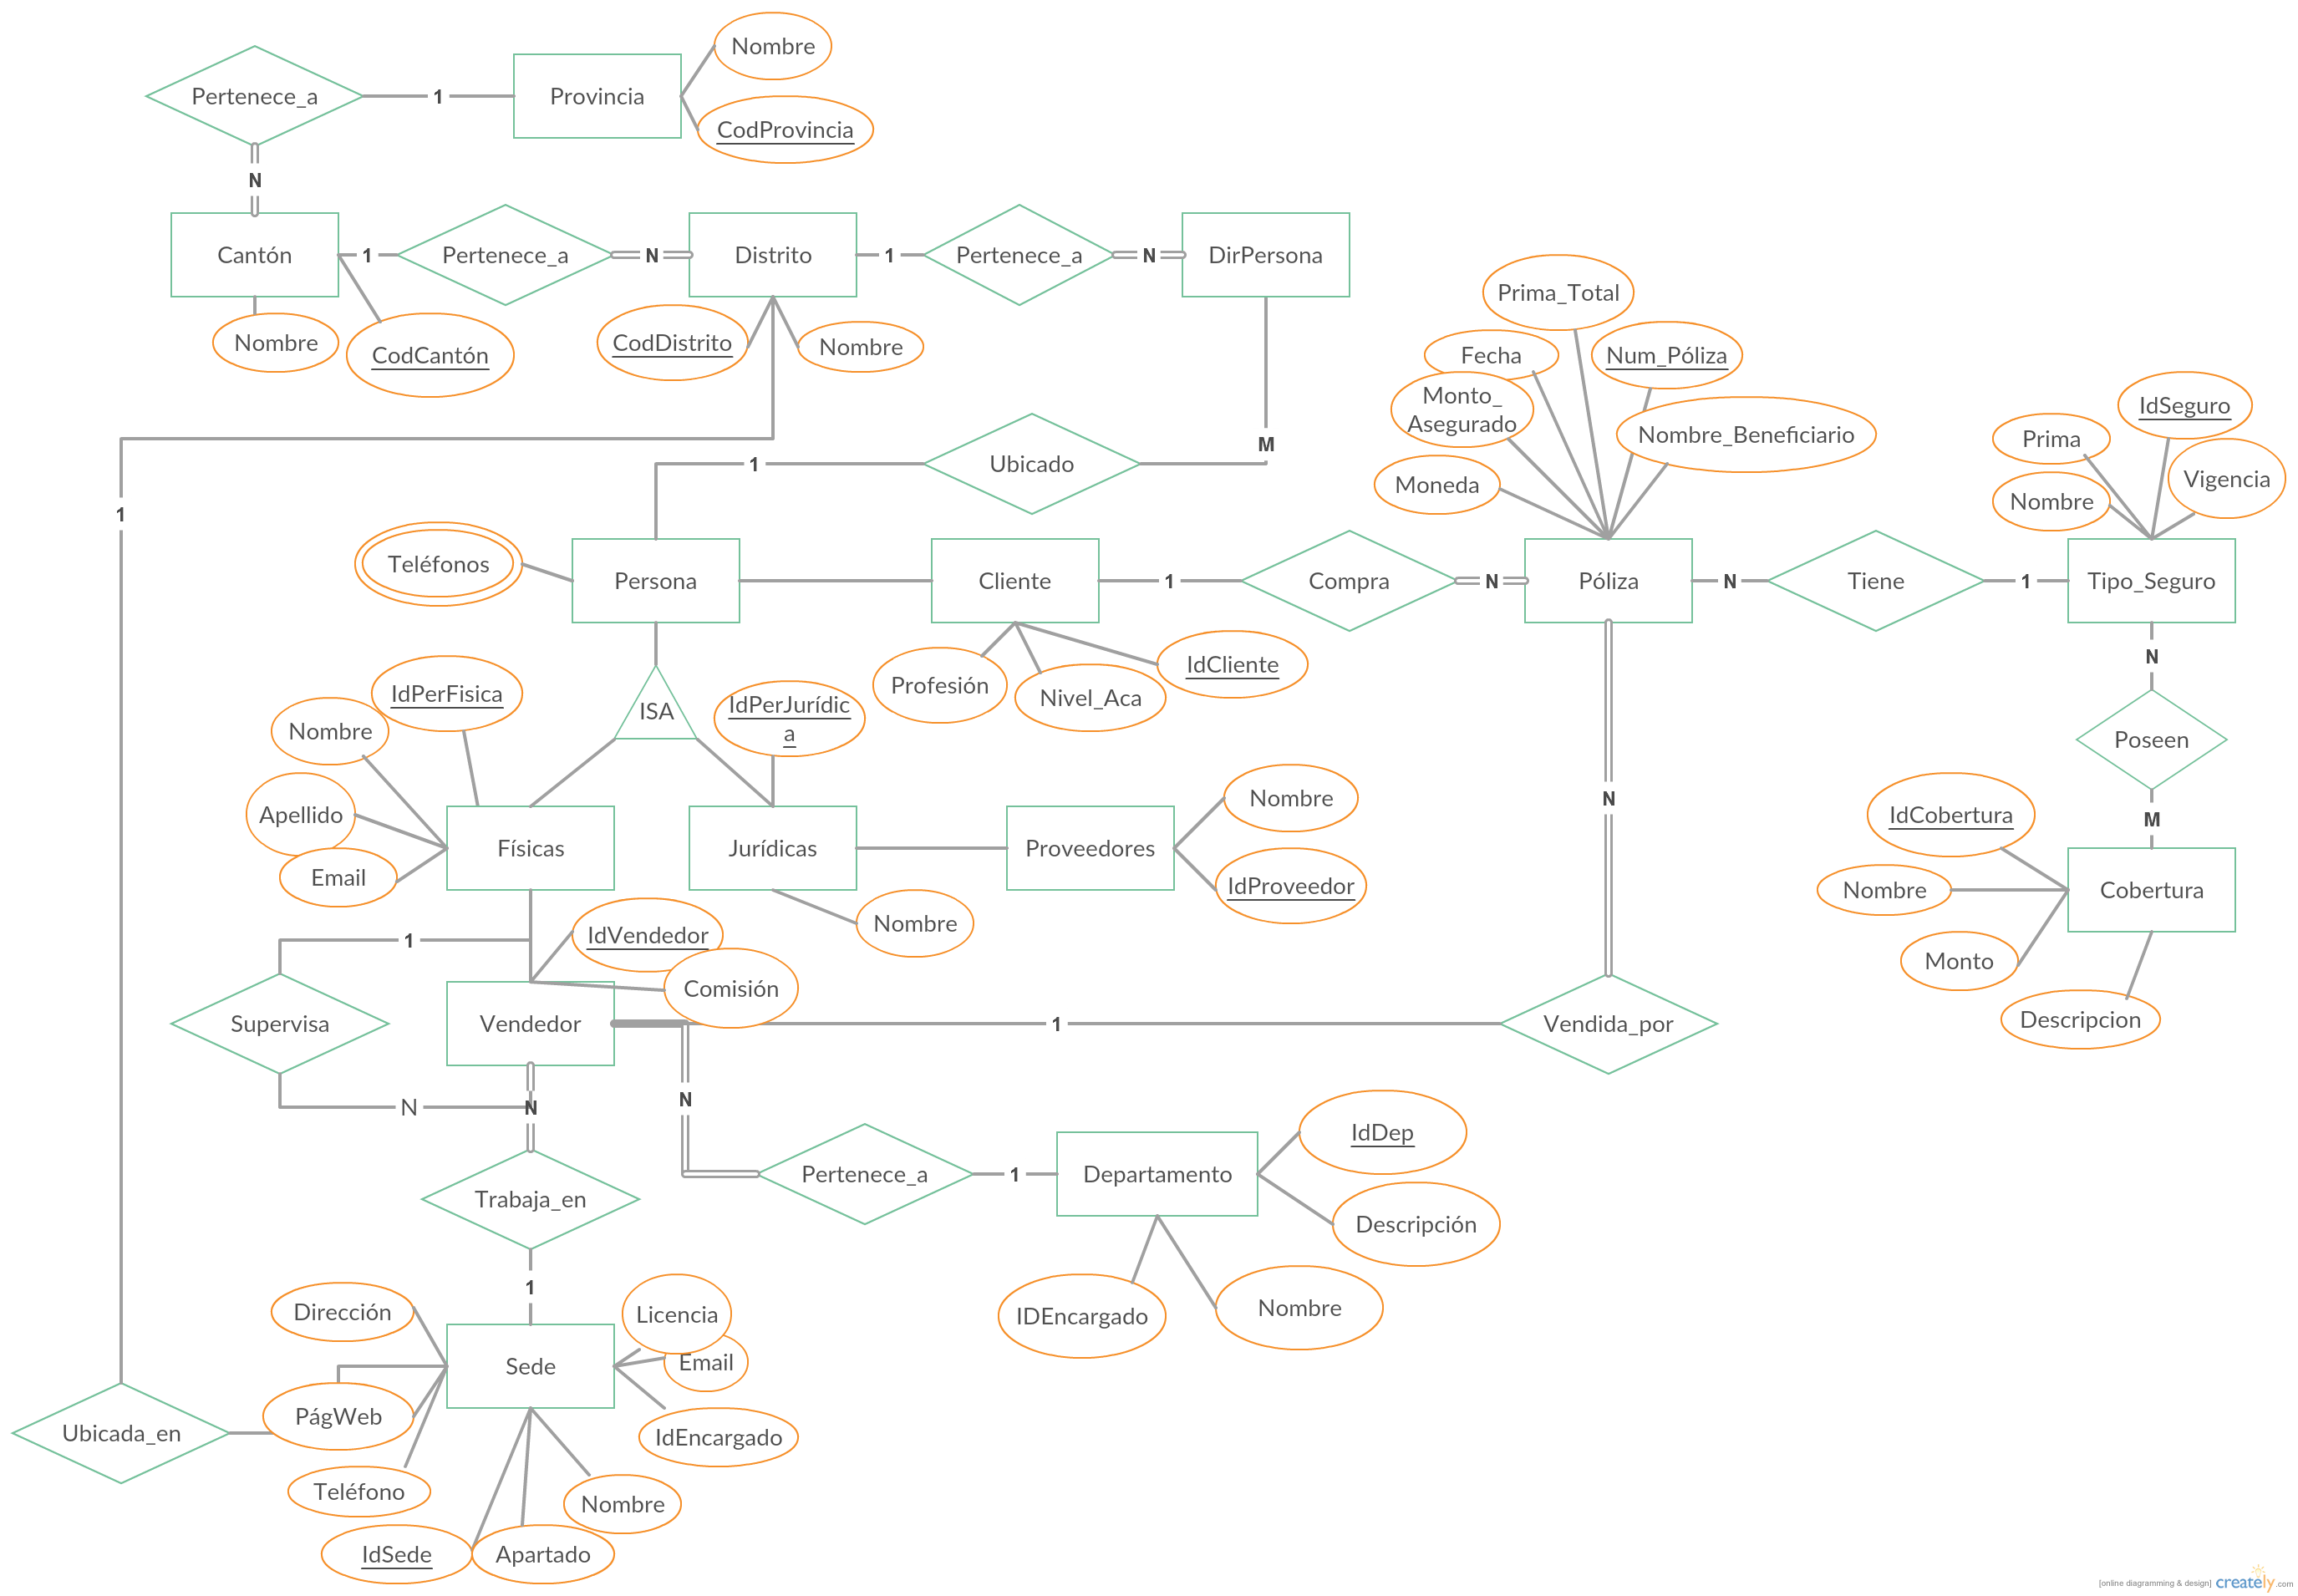 Nombre
Pertenece_a
1
Provincia
CodProvincia
N
Cantón
1
Pertenece_a
N
Distrito
1
Pertenece_a
N
DirPersona
Nombre
CodCantón
CodDistrito
Nombre
Prima_Total
Fecha
Num_Póliza
Monto_
Asegurado
Nombre_Beneficiario
Moneda
IdSeguro
Prima
Vigencia
Nombre
M
1
Ubicado
1
Teléfonos
Persona
Cliente
1
Compra
N
Póliza
N
Tiene
1
Tipo_Seguro
Profesión
Nivel_Aca
IdCliente
N
IdPerFisica
ISA
IdPerJurídic
a
Nombre
Poseen
Apellido
Email
Físicas
Jurídicas
Proveedores
Nombre
IdProveedor
N
M
IdCobertura
Nombre
Cobertura
Monto
Descripcion
Nombre
1
IdVendedor
Comisión
Supervisa
Vendedor
1
Vendida_por
N
N
N
Trabaja_en
Pertenece_a
1
Departamento
IdDep
Descripción
IDEncargado
Nombre
1
Dirección
Licencia
Sede
Email
PágWeb
Ubicada_en
IdEncargado
Teléfono
Nombre
IdSede
Apartado
[online diagramming & design] creately.com